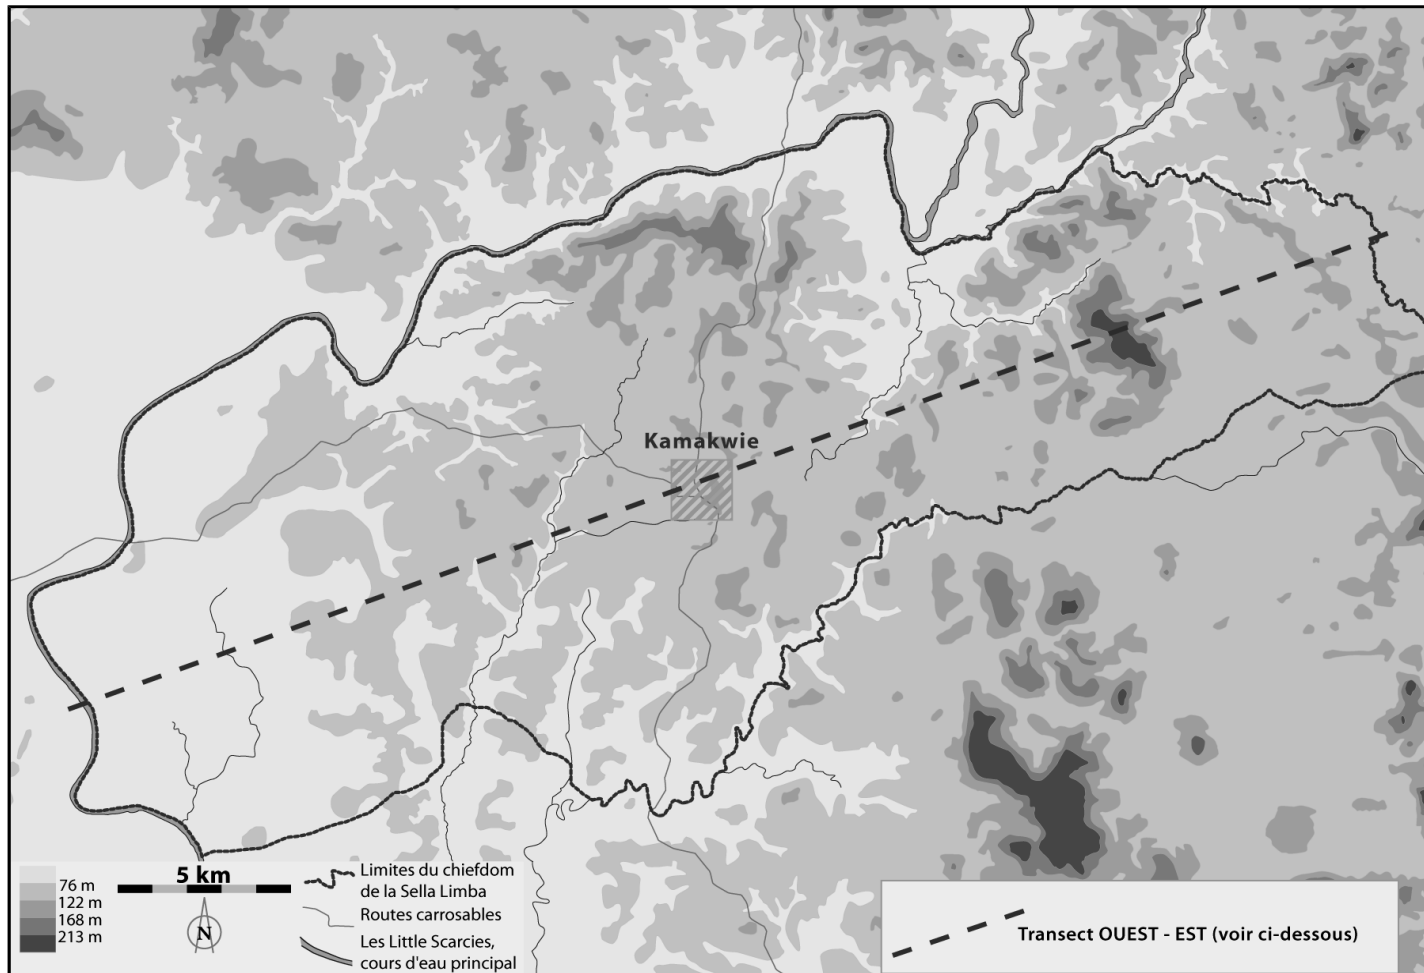 Kamakwie
76 m
122 m
168 m
213 m
5 km
N
Limites du chiefdom
de la Sella Limba
Routes carrosables
Les Little Scarcies,
cours d'eau principal
Transect OUEST - EST (voir ci-dessous)